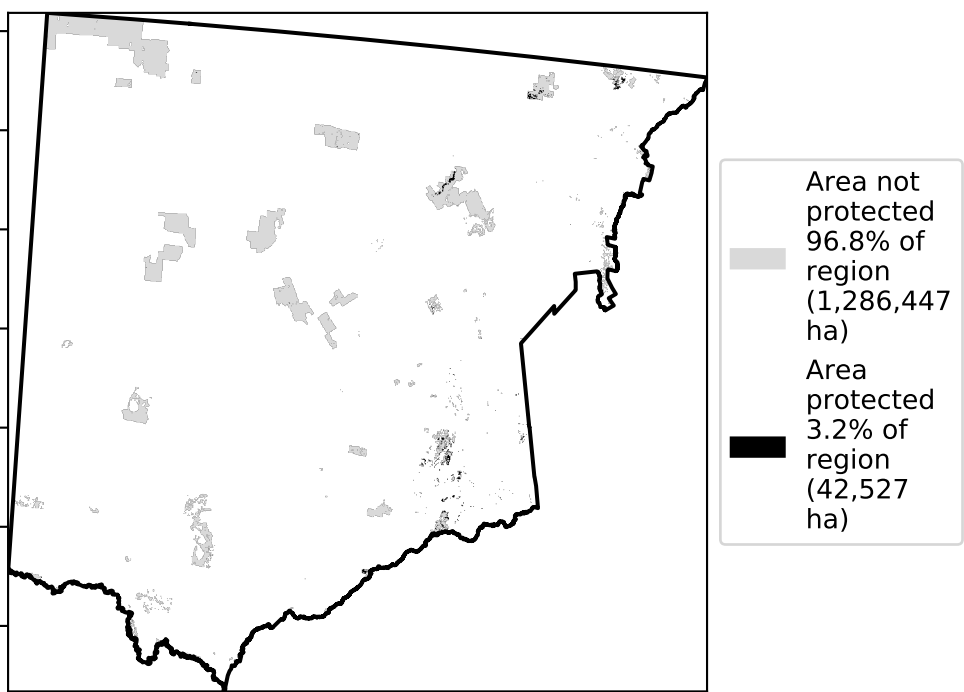 Area not
protected
96.8% of
region
(1,286,447
ha)
Area
protected
3.2% of
region
(42,527
ha)